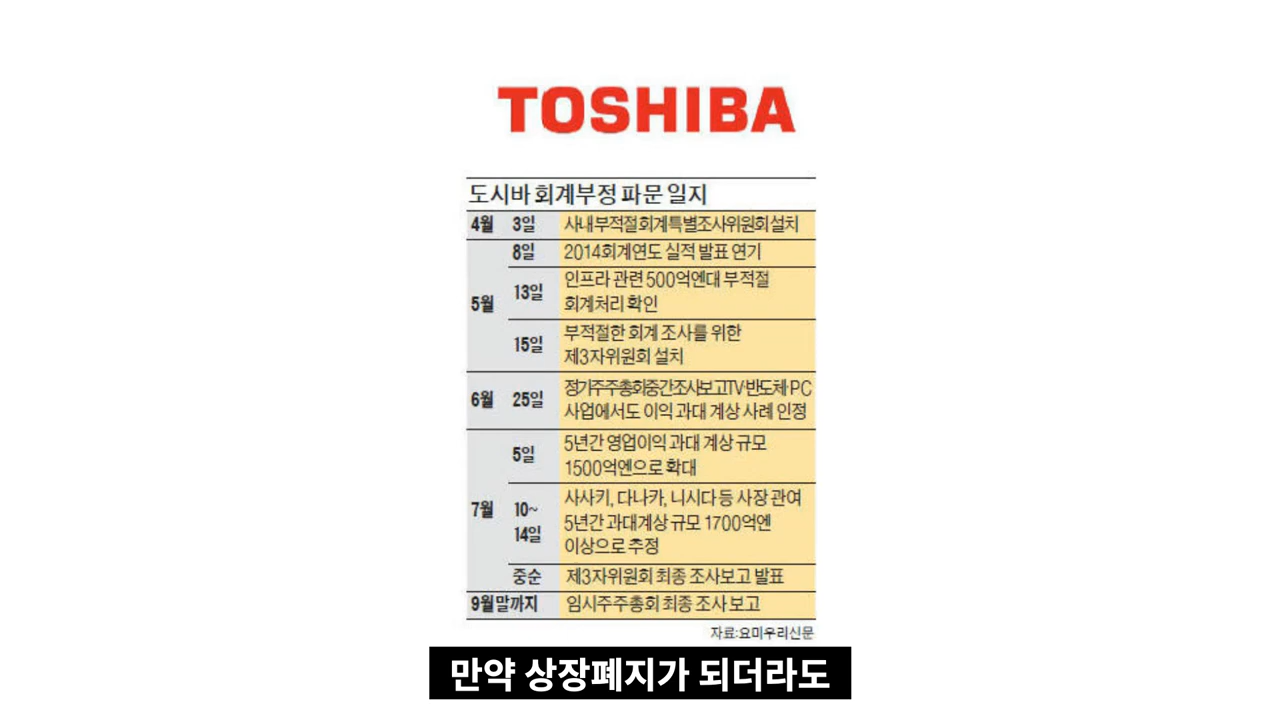 TOSHIBA
도시바 회계부정 파문 일지
4월 3일 사내 부적절 회계 특별조사위원회 설치
8일 2014회계연도 실적 발표 연기
5월 13일 인프라 관련 500억엔대 부적절
회계처리 확인
15일 부적절한 회계 조사를 위한
제3자위원회 설치
6월 25일 정기주주총회 중간조사보고 TV·반도체·PC
사업에서도 이익 과대 계상 사례 인정
5일 5년간 영업이익 과대 계상 규모
1500억엔으로 확대
7월 10~
14일 사사키, 다나카, 니시다 등 사장 관여
5년간 과대계상 규모 1700억엔
이상으로 추정
중순 제3자위원회 최종 조사보고 발표
9월말까지 임시주주총회 최종 조사 보고
자료:요미우리신문
만약 상장폐지가 되더라도